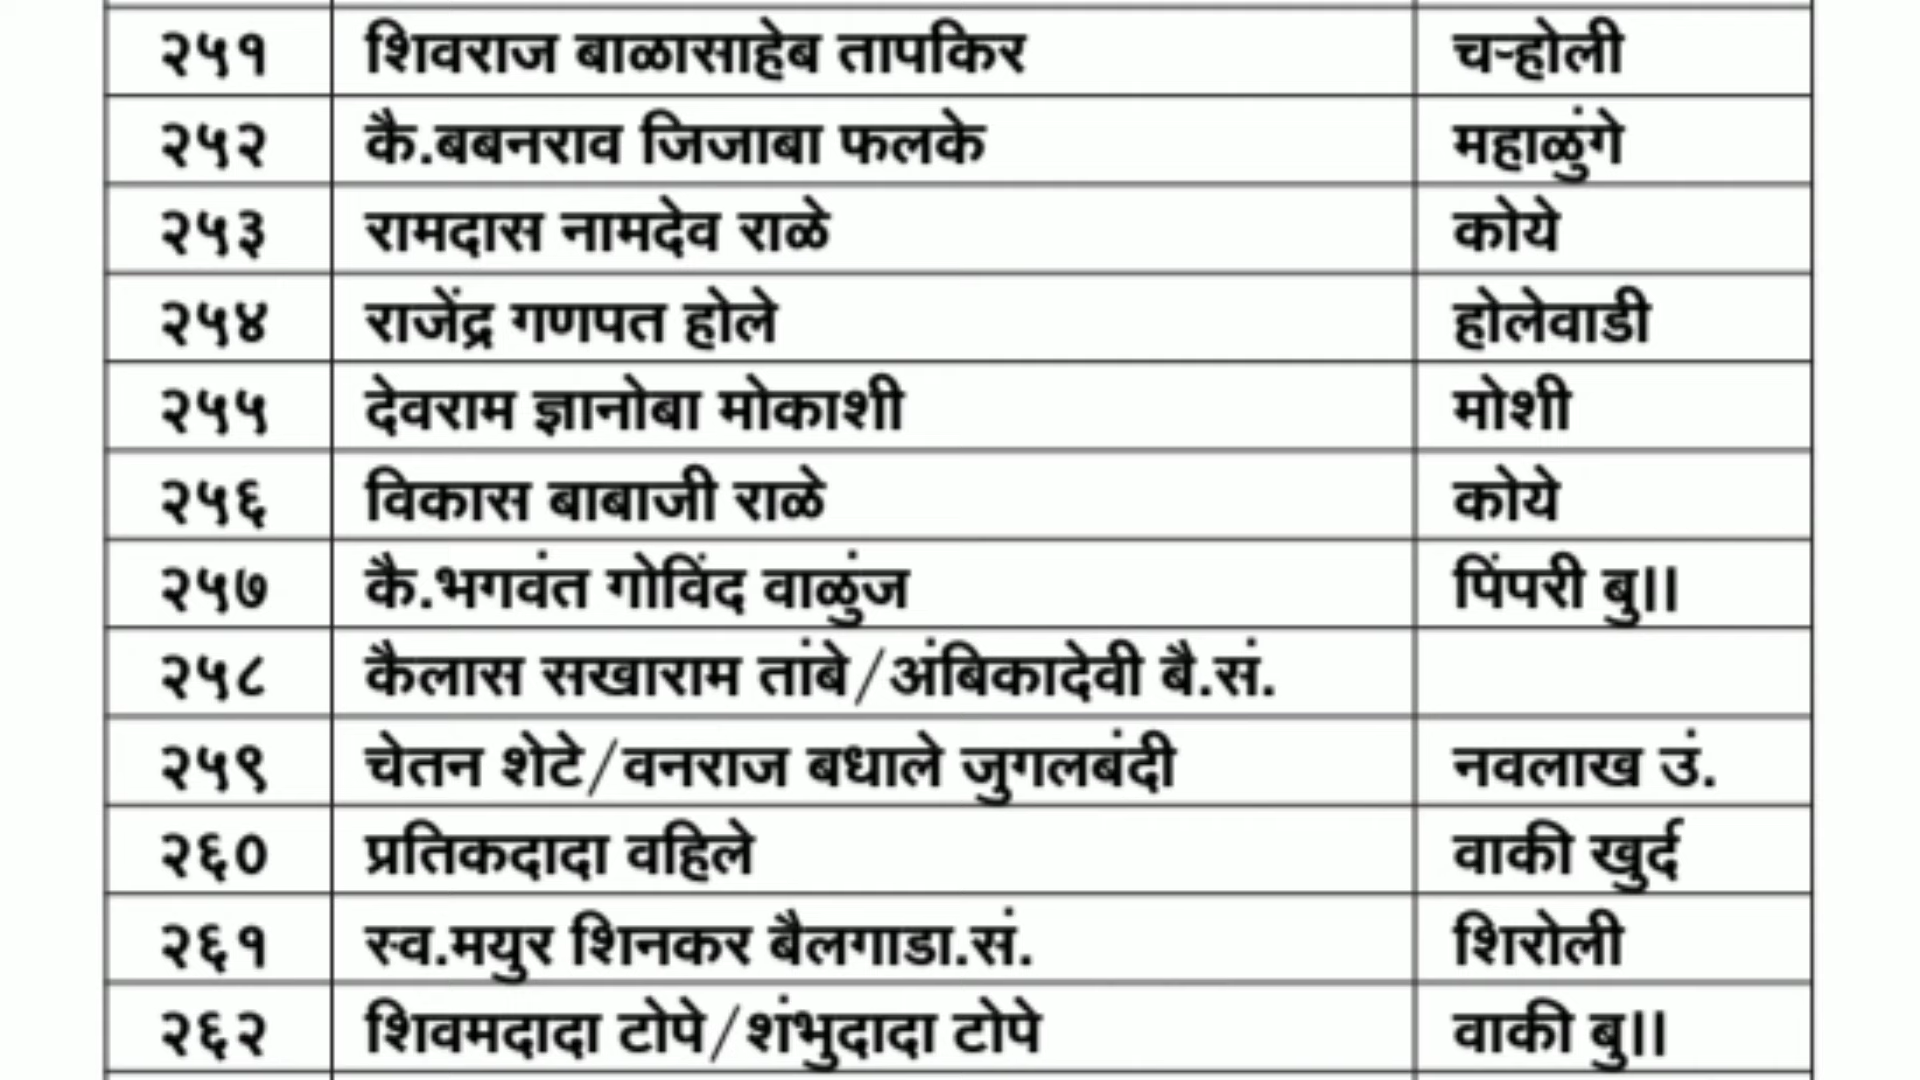 २५१ शिवराज बाळासाहेब तापकिर चऱ्होली
२५२ कै.बबनराव जिजाबा फलके महाळुंगे
२५३ रामदास नामदेव राळे कोये
२५४ राजेंद्र गणपत होले होलेवाडी
२५५ देवराम ज्ञानोबा मोकाशी मोशी
२५६ विकास बाबाजी राळे कोये
२५७ कै.भगवंत गोविंद वाळुंज पिंपरी बु॥
२५८ कैलास सखाराम तांबे/अंबिकादेवी बै.सं.
२५९ चेतन शेटे/वनराज बधाले जुगलबंदी नवलाख उं.
२६० प्रतिकदादा वहिले वाकी खुर्द
२६१ स्व.मयुर शिनकर बैलगाडा.सं. शिरोली
२६२ शिवमदादा टोपे/शंभुदादा टोपे वाकी बु॥